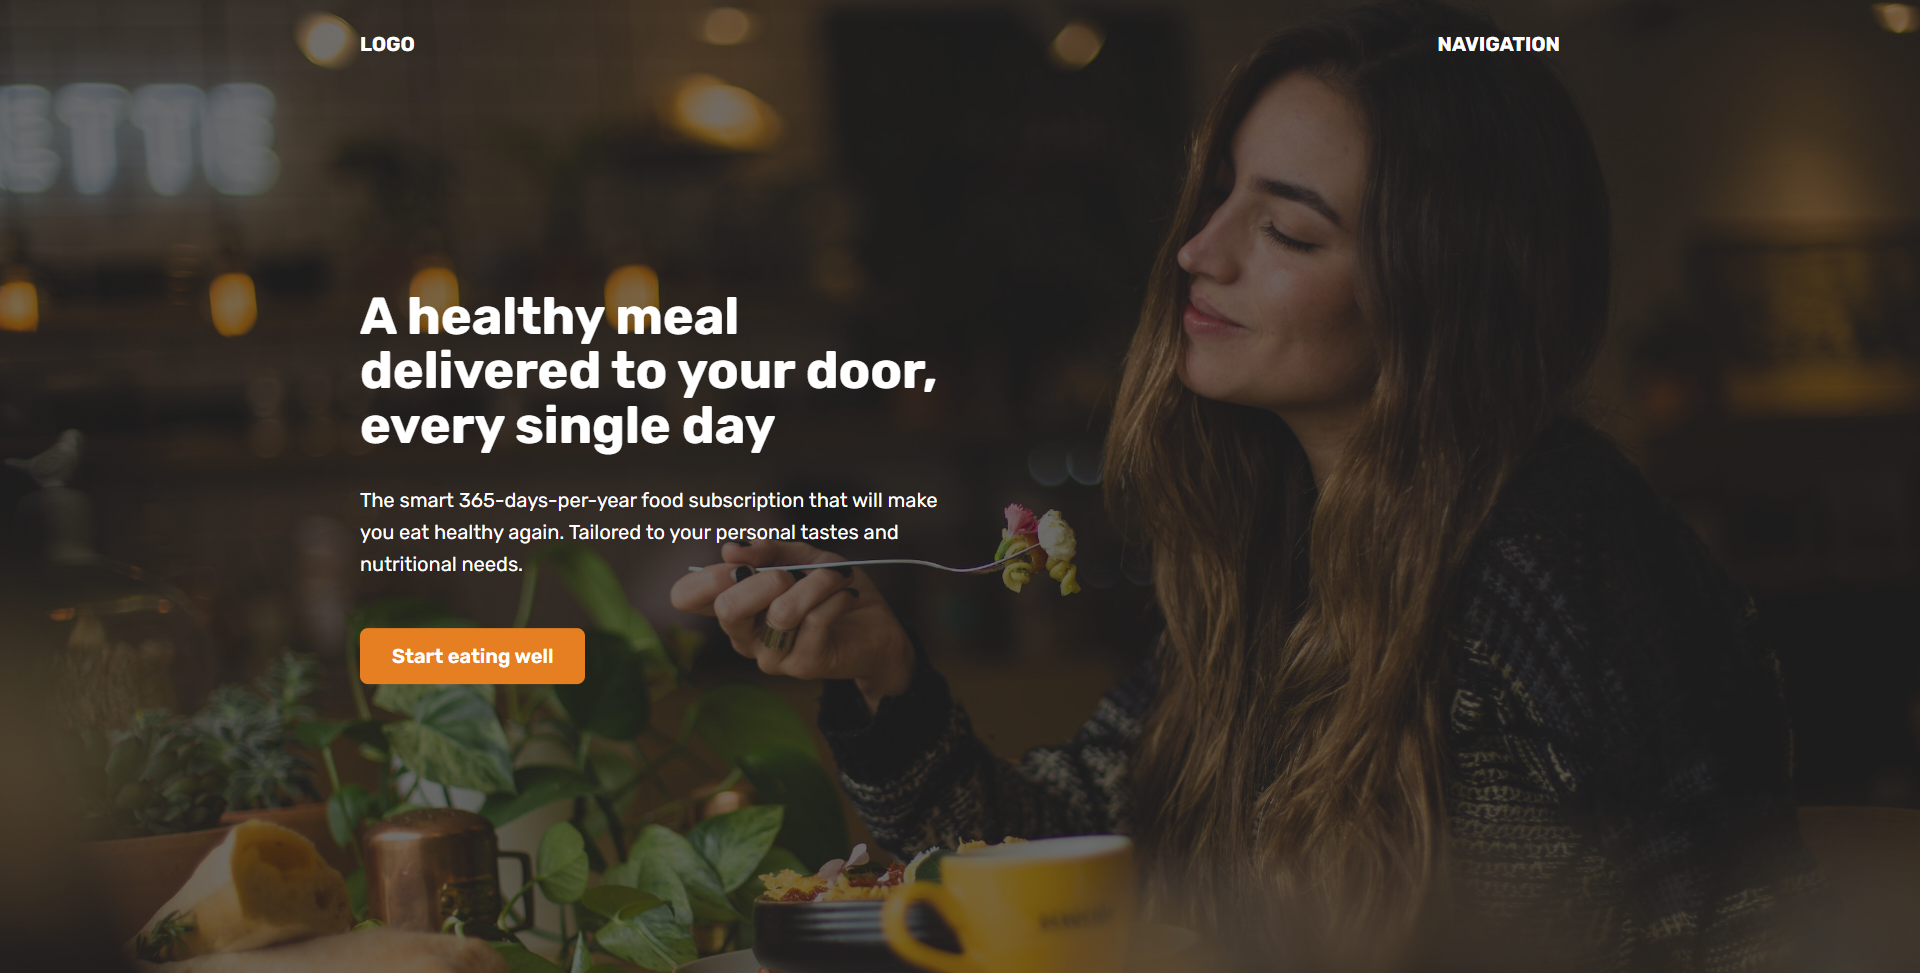 LOGO
NAVIGATION
ETTE
A healthy meal
delivered to your door,
every single day
The smart 365-days-per-year food subscription that will make
you eat healthy again. Tailored to your personal tastes and
nutritional needs.
Start eating well